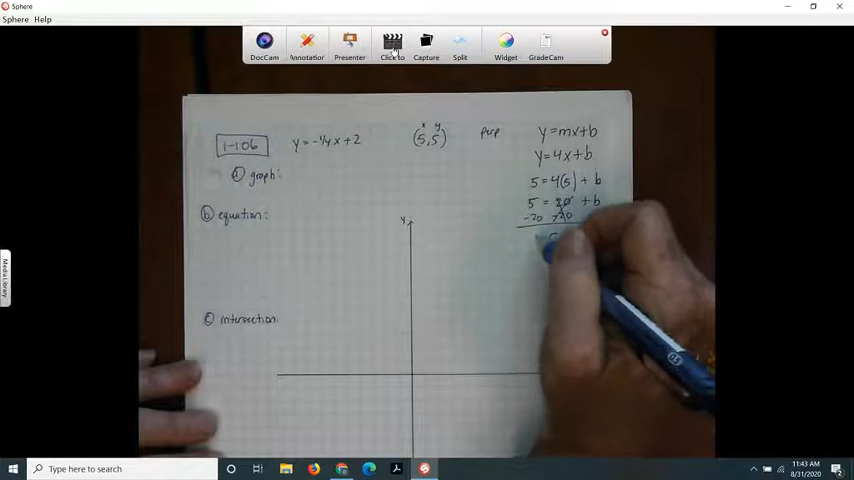 Sphere
Sphere Help
DocCam
Annotation
Presenter
Click to
Capture
Split
Widget
GradeCam
Media Library
1-106
y = -1/4 x + 2
x y
(5,5)
perp
y = mx + b
y = 4x + b
5 = 4(5) + b
5 = 20 + b
-20 -20
a graph:
b equation:
y
c intersection:
Type here to search
11:43 AM
8/31/2020
2